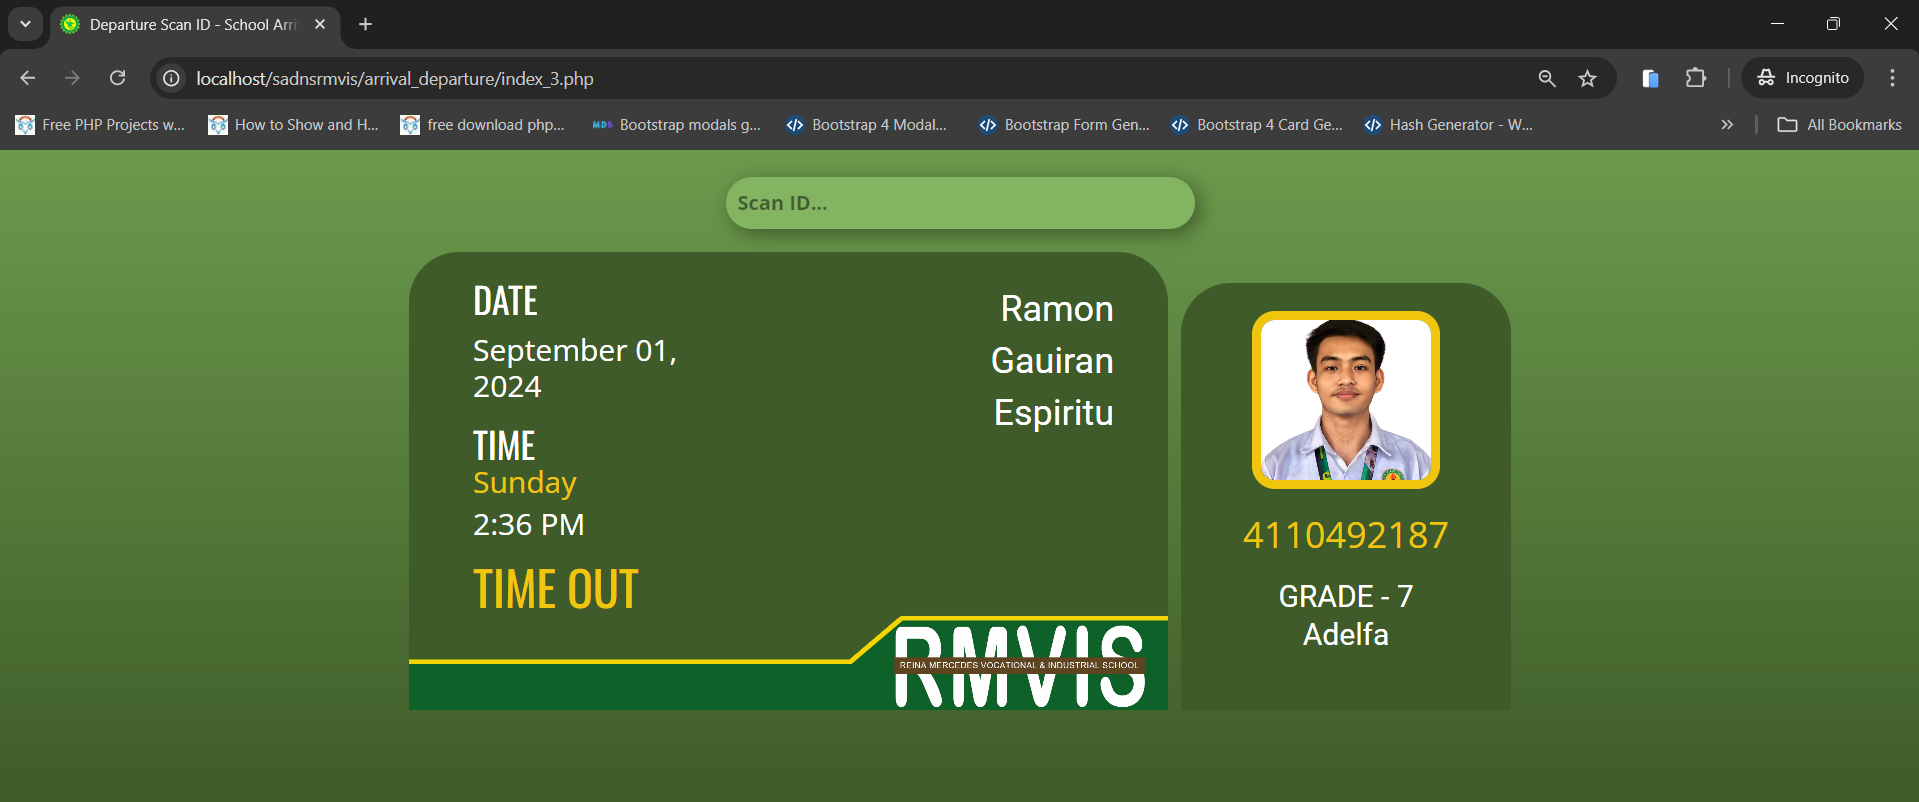 Departure Scan ID - School Arri
localhost/sadnsrmvis/arrival_departure/index_3.php
Incognito
Free PHP Projects w...
How to Show and H...
free download php...
MDB
Bootstrap modals g...
Bootstrap 4 Modal...
Bootstrap Form Gen...
Bootstrap 4 Card Ge...
Hash Generator - W...
All Bookmarks
Scan ID...
DATE
September 01,
2024
TIME
Sunday
2:36 PM
TIME OUT
Ramon
Gauiran
Espiritu
RMVIS
REINA MERCEDES VOCATIONAL & INDUSTRIAL SCHOOL
4110492187
GRADE - 7
Adelfa